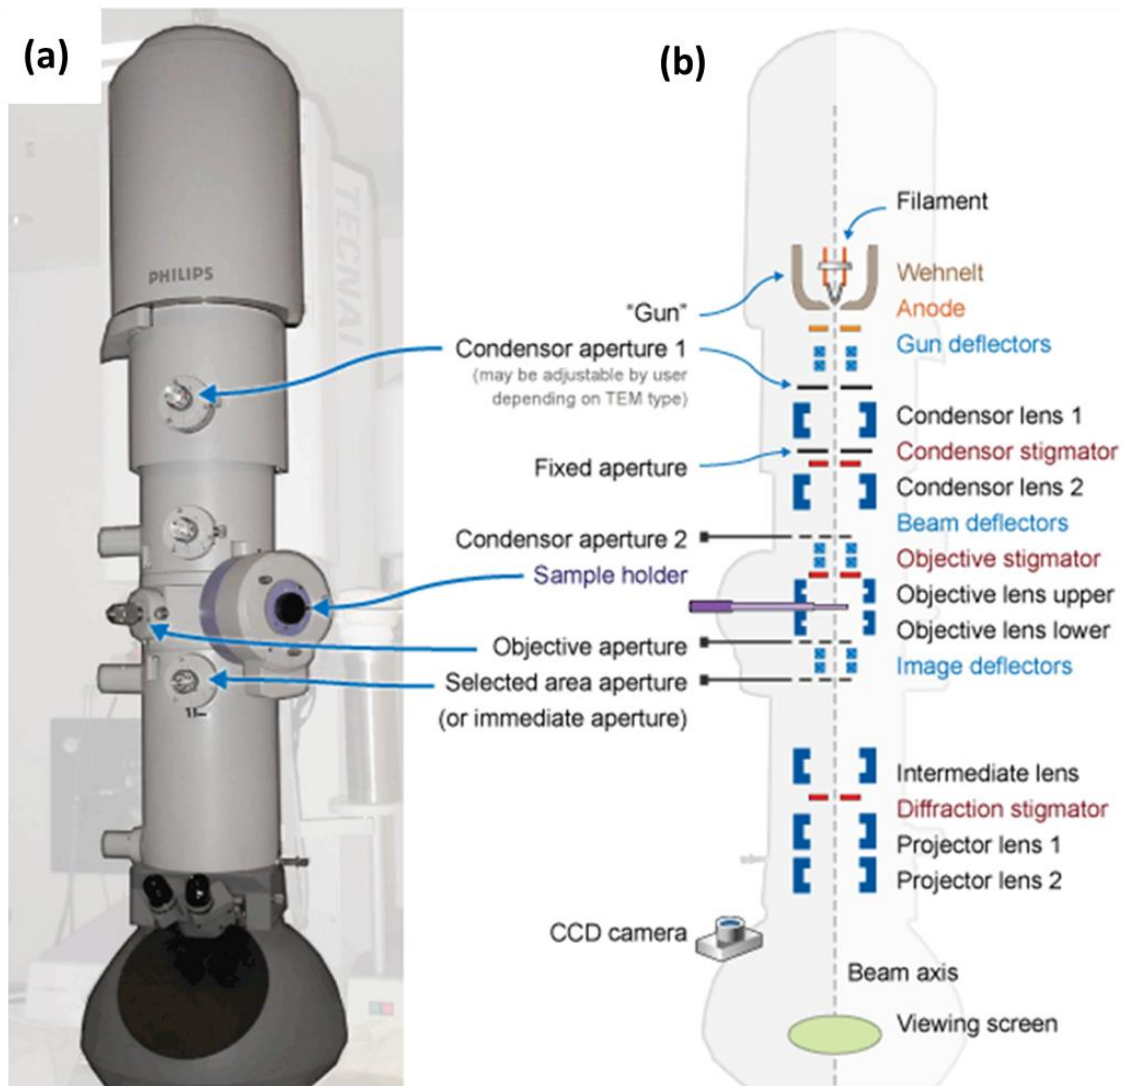 (a)
(b)
PHILIPS
TECNAI
Filament
Wehnelt
"Gun"
Anode
Condensor aperture 1
(may be adjustable by user
depending on TEM type)
Gun deflectors
Condensor lens 1
Fixed aperture
Condensor stigmator
Condensor lens 2
Condensor aperture 2
Beam deflectors
Sample holder
Objective stigmator
Objective lens upper
Objective aperture
Objective lens lower
Selected area aperture
(or immediate aperture)
Image deflectors
Intermediate lens
Diffraction stigmator
Projector lens 1
Projector lens 2
CCD camera
Beam axis
Viewing screen